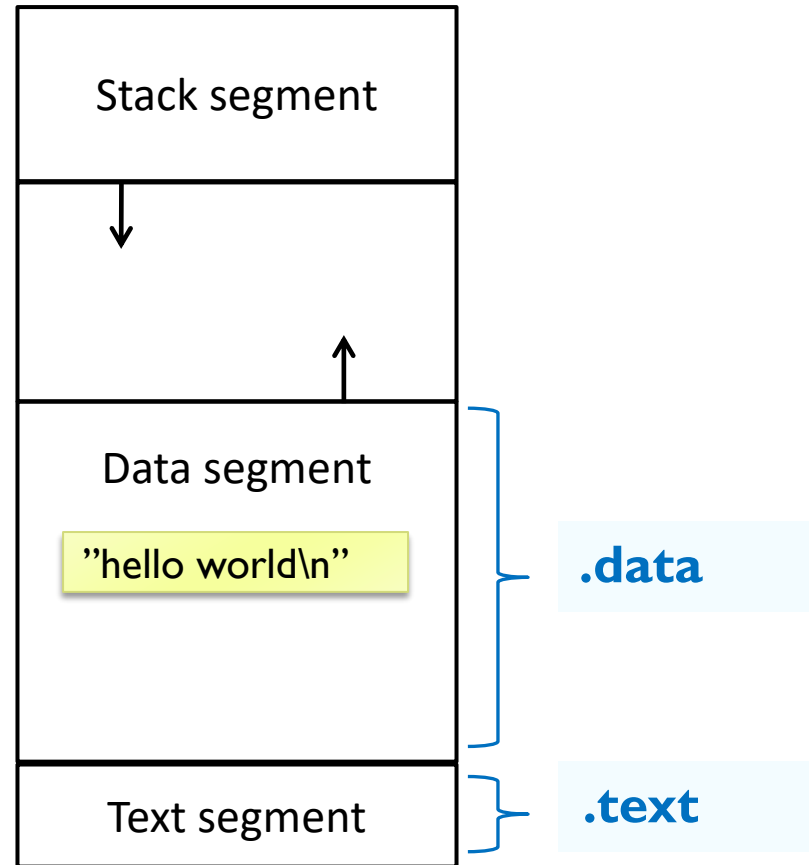 Stack segment
Data segment
”hello world\n”
.data
Text segment
.text